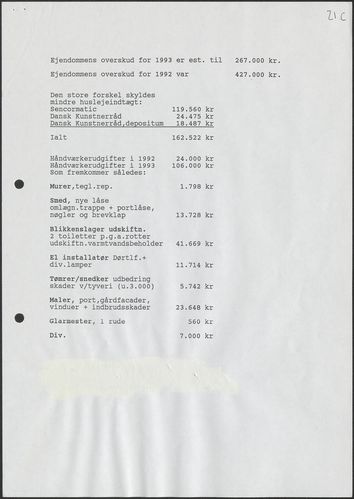 21C
Ejendommens overskud for 1993 er est. til 267.000 kr.
Ejendommens overskud for 1992 var 427.000 kr.
Den store forskel skyldes
mindre huslejeindtægt:
Sencormatic 119.560 kr
Dansk Kunstnerråd 24.475 kr
Dansk Kunstnerråd,depositum 18.487 kr
Ialt 162.522 kr
Håndværkerudgifter i 1992 24.000 kr
Håndværkerudgifter i 1993 106.000 kr
Som fremkommer således:
Murer,tegl.rep. 1.798 kr
Smed, nye låse
omlægn.trappe + portlåse,
nøgler og brevklap 13.728 kr
Blikkenslager udskiftn.
2 toiletter p.g.a.rotter
udskiftn.varmtvandsbeholder 41.669 kr
El installatør Dørtlf.+
div.lamper 11.714 kr
Tømrer/snedker udbedring
skader v/tyveri (u.3.000) 5.742 kr
Maler, port,gårdfacader,
vinduer + indbrudsskader 23.648 kr
Glarmester, 1 rude 560 kr
Div. 7.000 kr